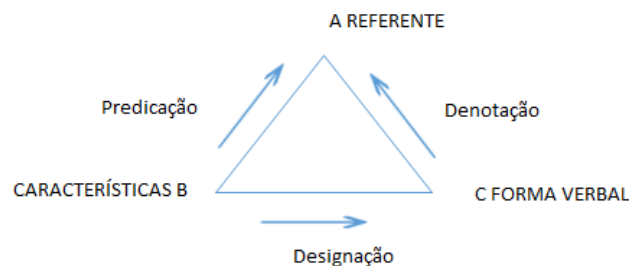 A REFERENTE
Predicação
Denotação
CARACTERÍSTICAS B
C FORMA VERBAL
Designação